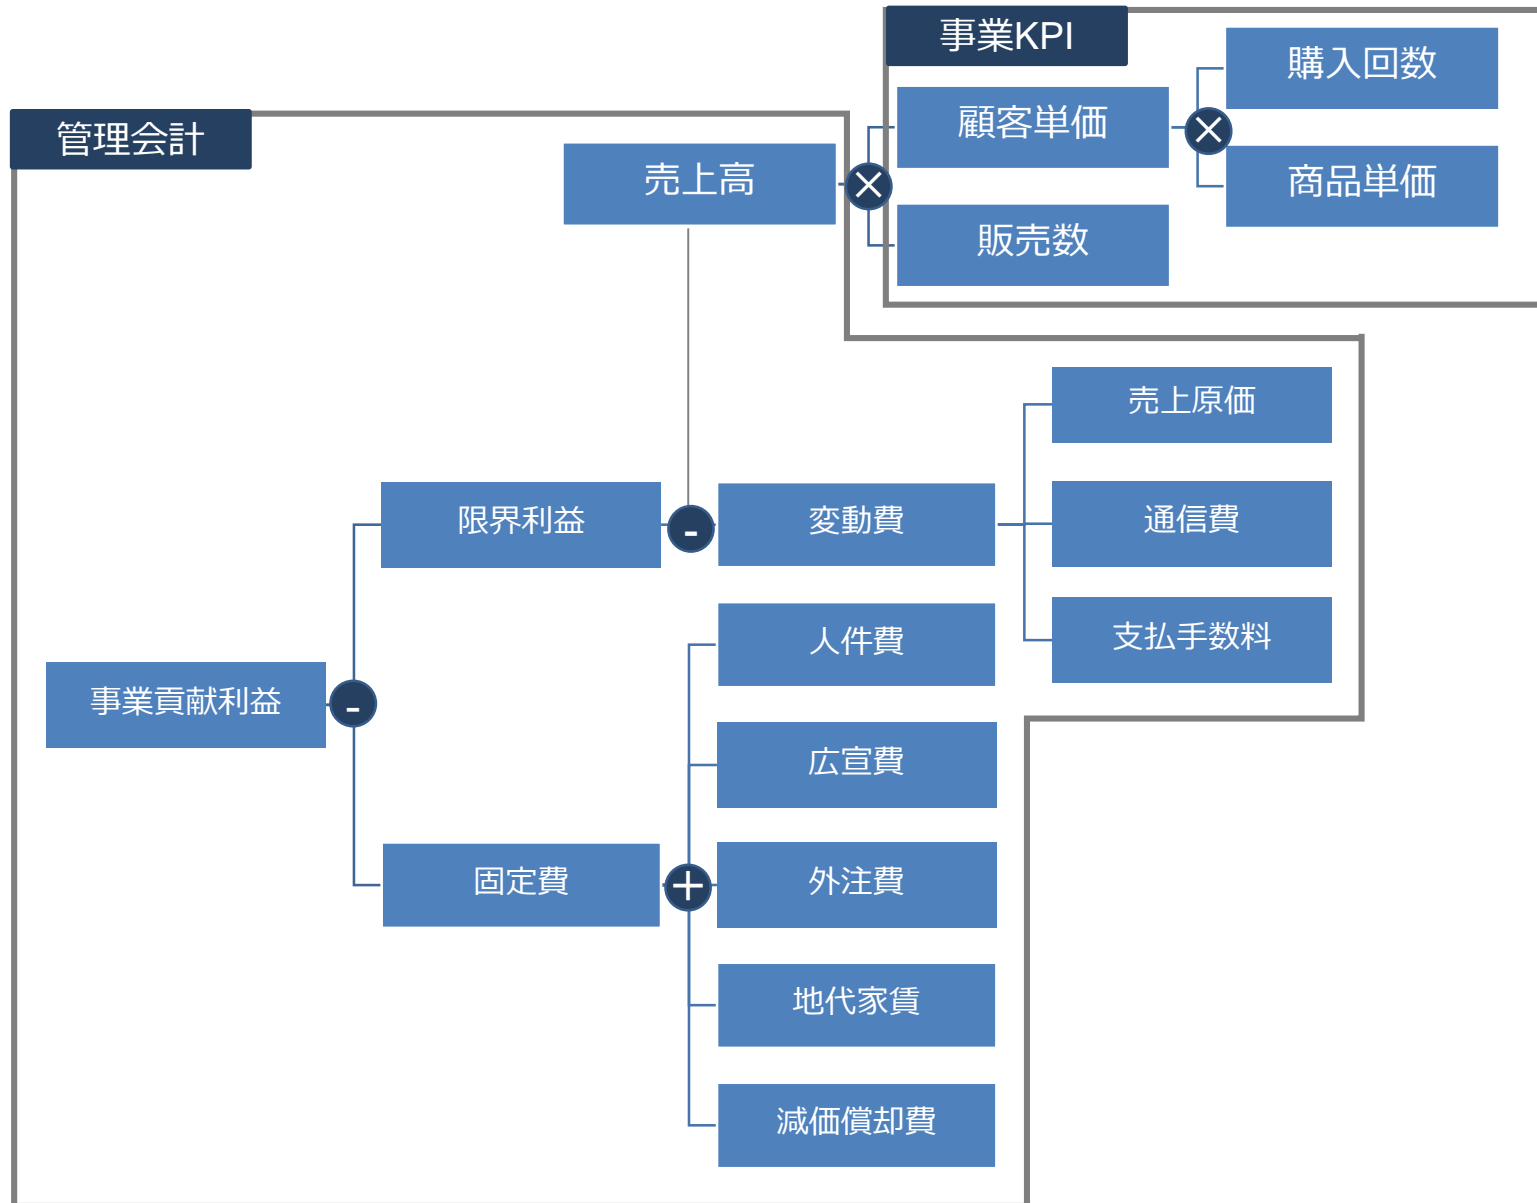 事業KPI
購入回数
顧客単価
×
商品単価
管理会計
売上高
×
販売数
売上原価
限界利益
-
変動費
通信費
人件費
支払手数料
事業貢献利益
-
広宣費
固定費
+
外注費
地代家賃
減価償却費